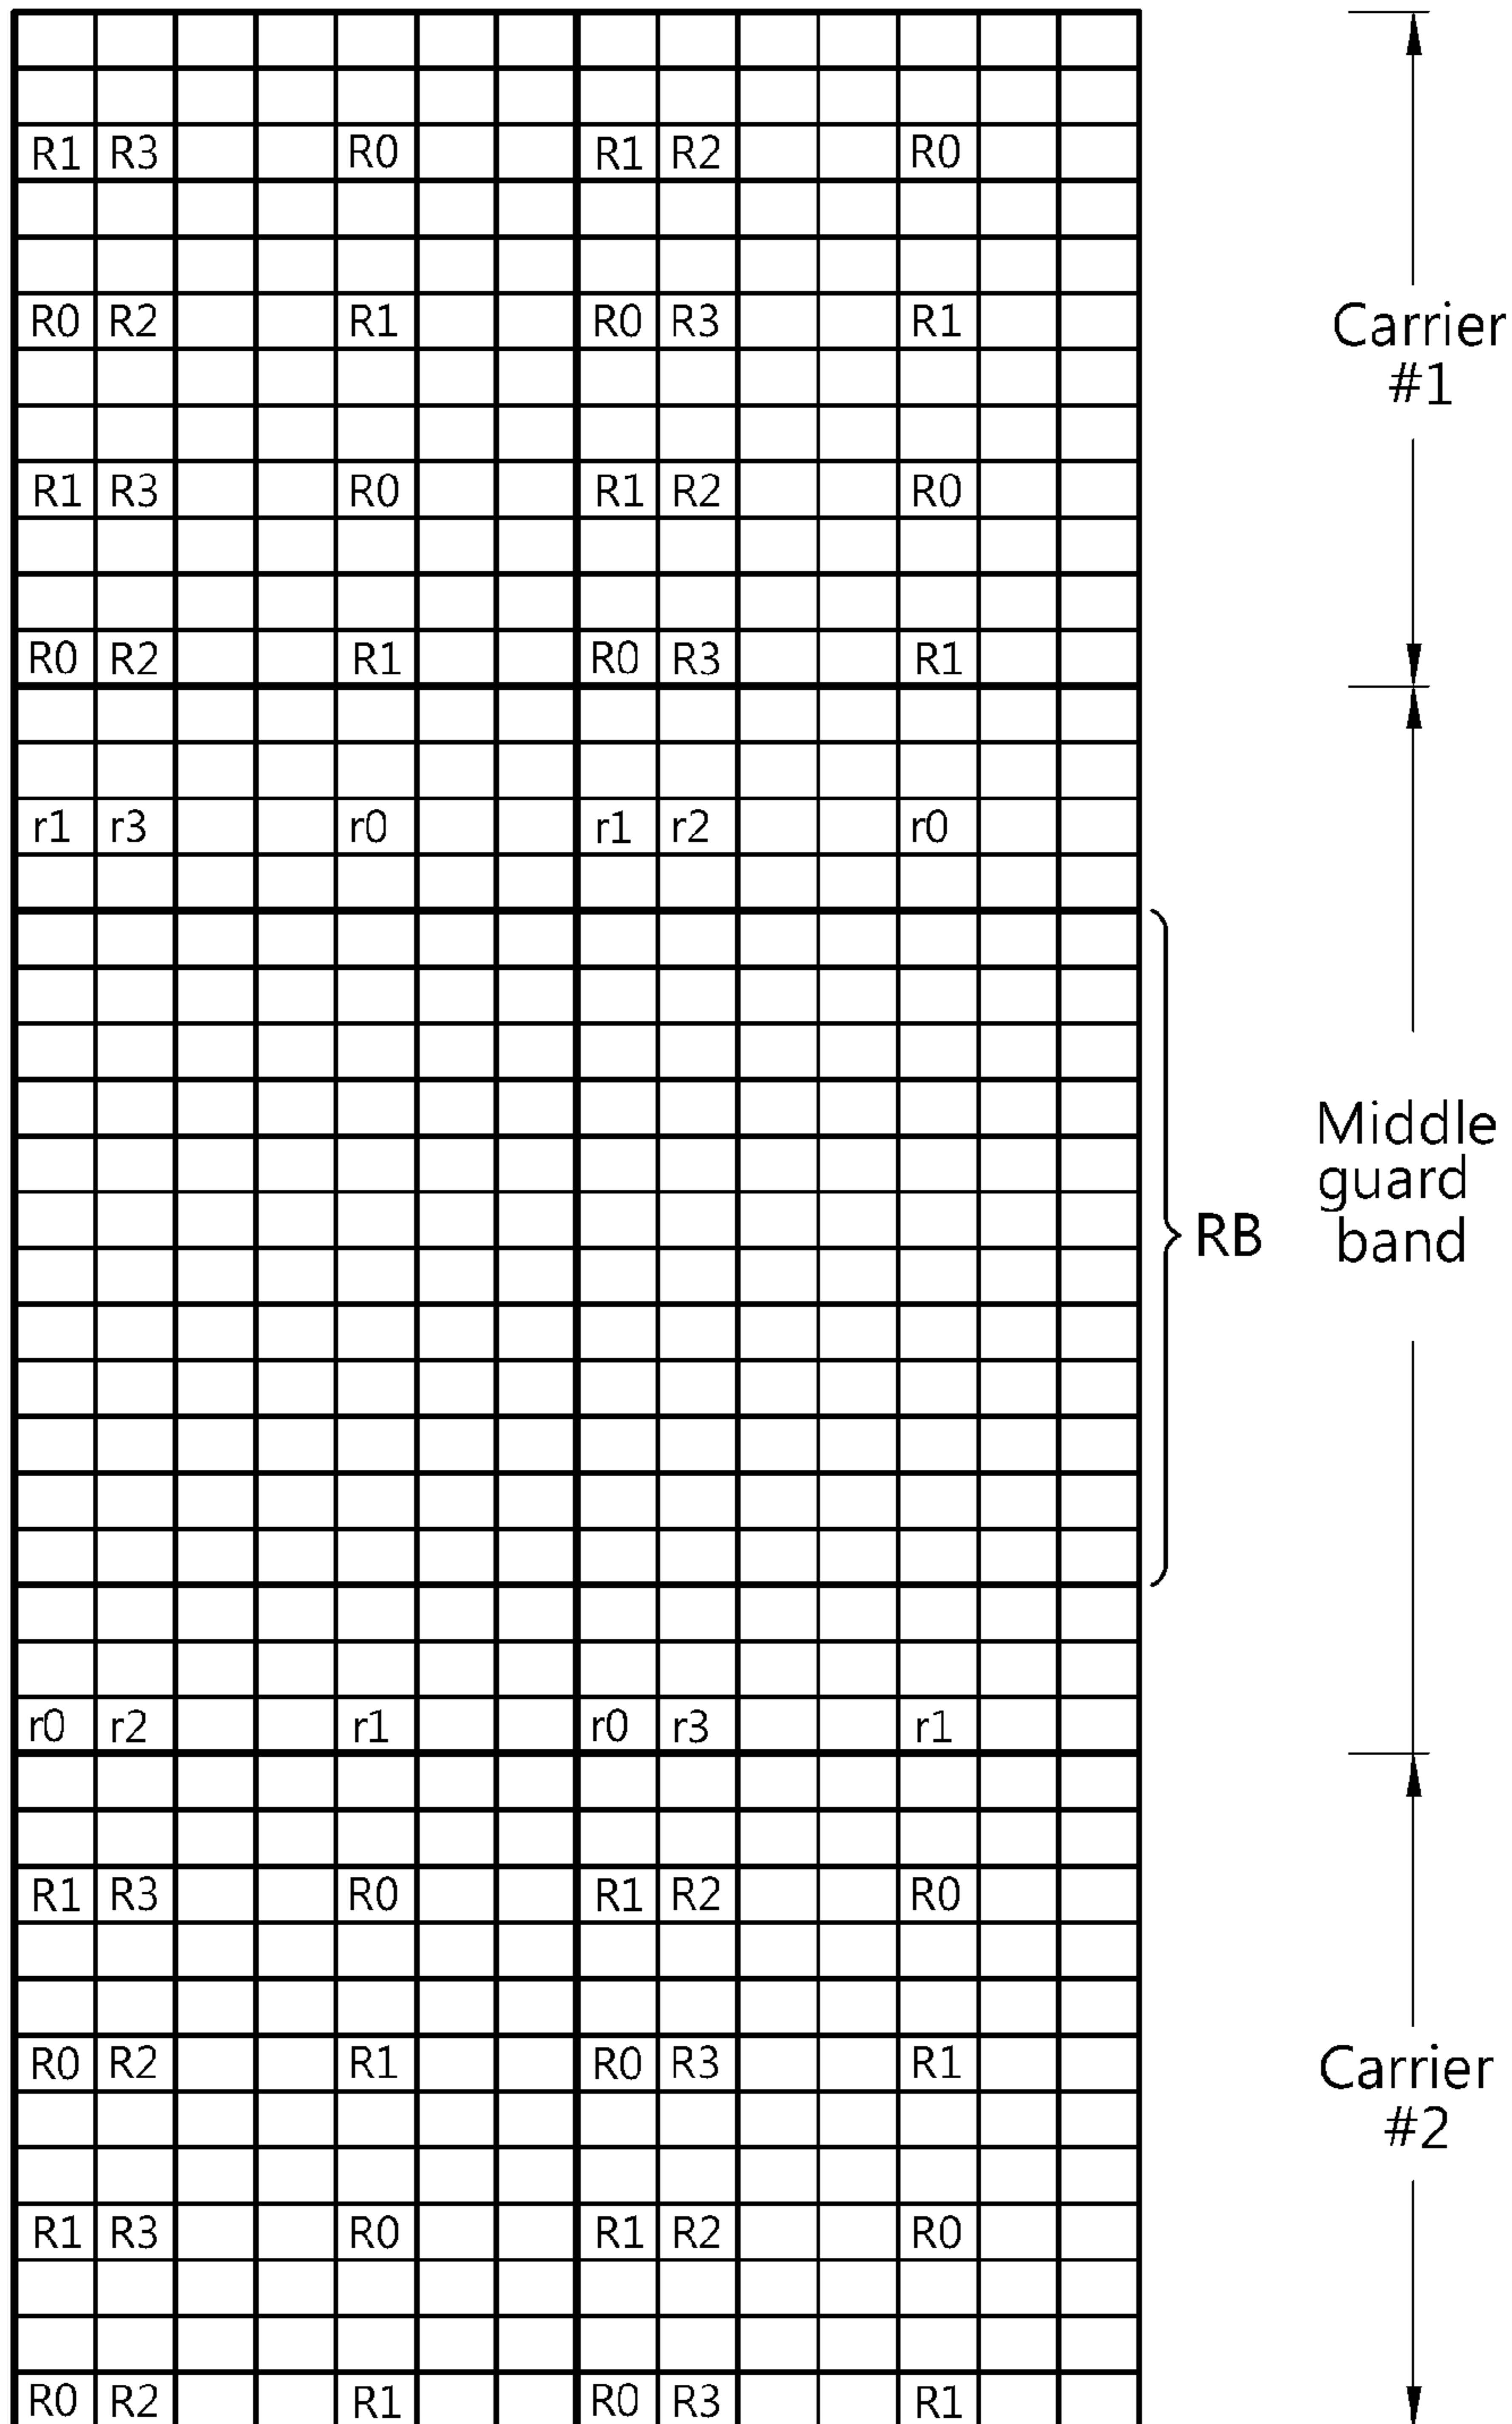 R1 R3 R0 R1 R2 R0
R0 R2 R1 R0 R3 R1
Carrier
#1
R1 R3 R0 R1 R2 R0
R0 R2 R1 R0 R3 R1
r1 r3 r0 r1 r2 r0
Middle
guard
band
RB
r0 r2 r1 r0 r3 r1
R1 R3 R0 R1 R2 R0
R0 R2 R1 R0 R3 R1
Carrier
#2
R1 R3 R0 R1 R2 R0
R0 R2 R1 R0 R3 R1